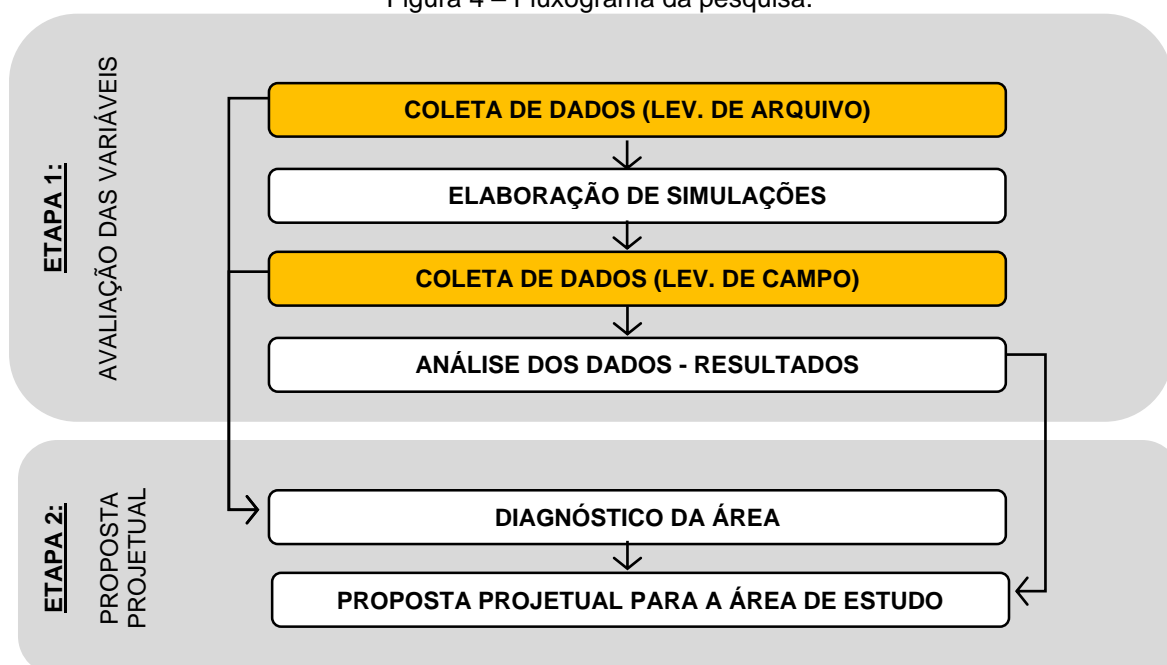 Figura 4 – Fluxograma da pesquisa.
ETAPA 1:
AVALIAÇÃO DAS VARIÁVEIS
COLETA DE DADOS (LEV. DE ARQUIVO)
ELABORAÇÃO DE SIMULAÇÕES
COLETA DE DADOS (LEV. DE CAMPO)
ANÁLISE DOS DADOS - RESULTADOS
ETAPA 2:
PROPOSTA
PROJETUAL
DIAGNÓSTICO DA ÁREA
PROPOSTA PROJETUAL PARA A ÁREA DE ESTUDO